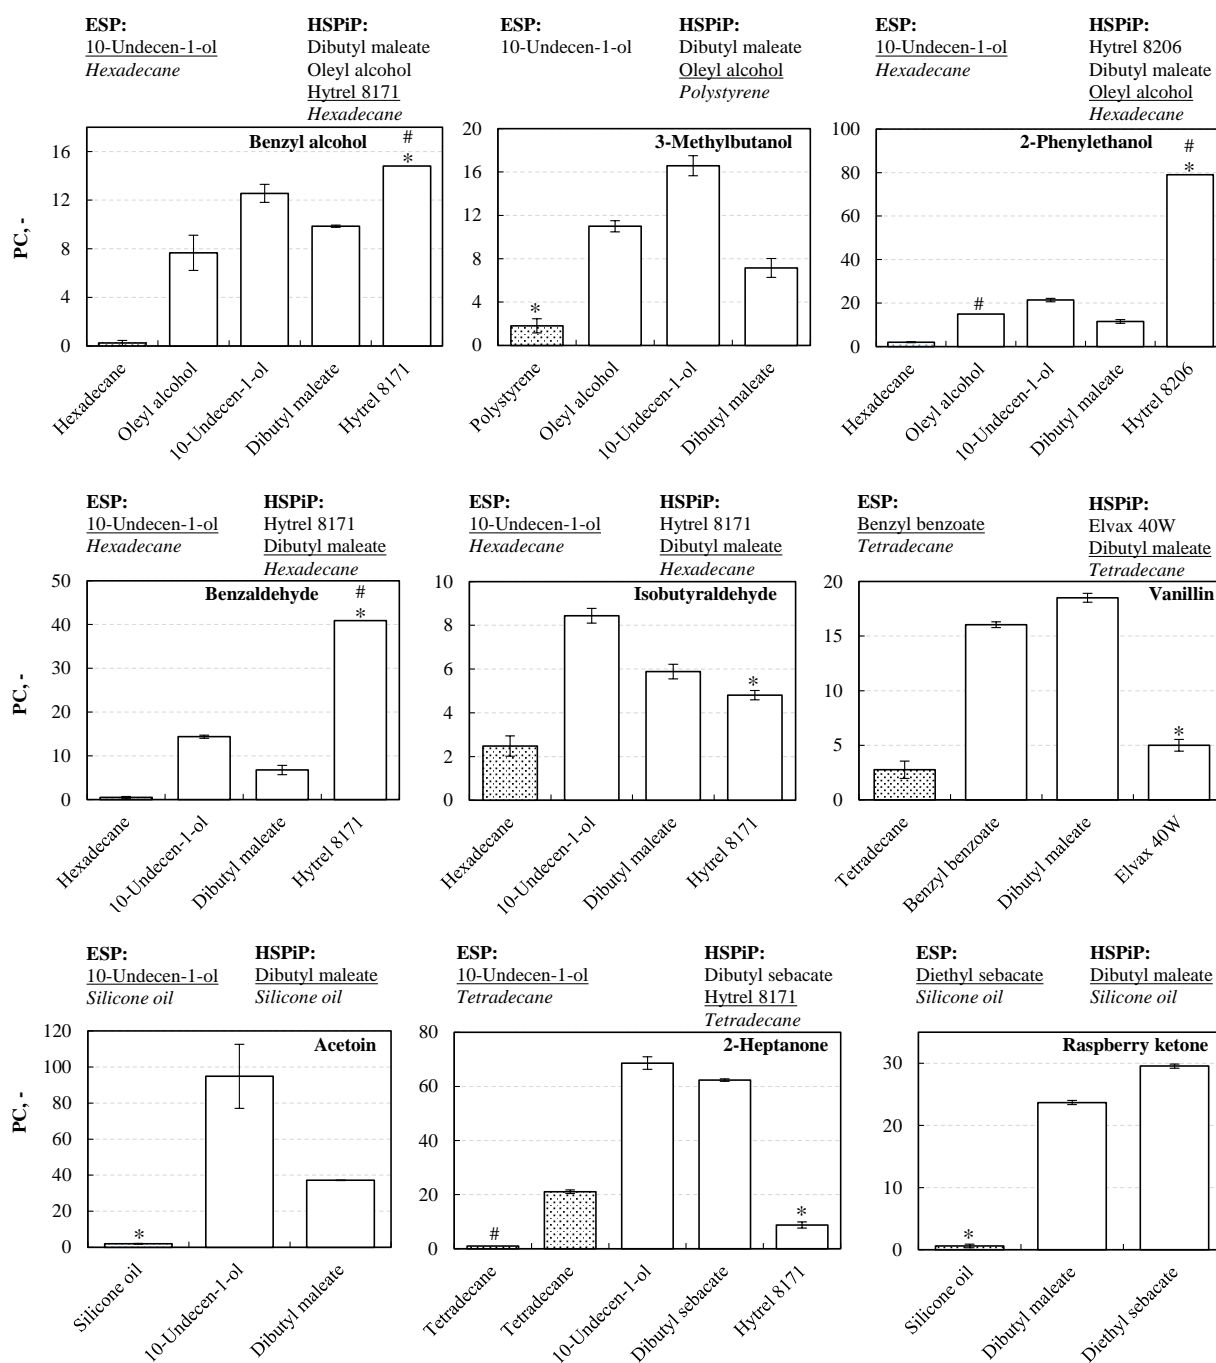 ESP:
10-Undecen-1-ol
Hexadecane
HSPiP:
Dibutyl maleate
Oleyl alcohol
Hytrel 8171
Hexadecane
PC, -
16
12
8
4
0
Benzyl alcohol
#
*
Hexadecane
Oleyl alcohol
10-Undecen-1-ol
Dibutyl maleate
Hytrel 8171
ESP:
10-Undecen-1-ol
HSPiP:
Dibutyl maleate
Oleyl alcohol
Polystyrene
20
16
12
8
4
0
3-Methylbutanol
*
Polystyrene
Oleyl alcohol
10-Undecen-1-ol
Dibutyl maleate
ESP:
10-Undecen-1-ol
Hexadecane
HSPiP:
Hytrel 8206
Dibutyl maleate
Oleyl alcohol
Hexadecane
100
80
60
40
20
0
2-Phenylethanol
#
*
#
Hexadecane
Oleyl alcohol
10-Undecen-1-ol
Dibutyl maleate
Hytrel 8206
ESP:
10-Undecen-1-ol
Hexadecane
HSPiP:
Hytrel 8171
Dibutyl maleate
Hexadecane
PC, -
50
40
30
20
10
0
Benzaldehyde
#
*
Hexadecane
10-Undecen-1-ol
Dibutyl maleate
Hytrel 8171
ESP:
10-Undecen-1-ol
Hexadecane
HSPiP:
Hytrel 8171
Dibutyl maleate
Hexadecane
10
8
6
4
2
0
Isobutyraldehyde
*
Hexadecane
10-Undecen-1-ol
Dibutyl maleate
Hytrel 8171
ESP:
Benzyl benzoate
Tetradecane
HSPiP:
Elvax 40W
Dibutyl maleate
Tetradecane
20
15
10
5
0
Vanillin
*
Tetradecane
Benzyl benzoate
Dibutyl maleate
Elvax 40W
ESP:
10-Undecen-1-ol
Silicone oil
HSPiP:
Dibutyl maleate
Silicone oil
PC, -
120
100
80
60
40
20
0
Acetoin
*
Silicone oil
10-Undecen-1-ol
Dibutyl maleate
ESP:
10-Undecen-1-ol
Tetradecane
HSPiP:
Dibutyl sebacate
Hytrel 8171
Tetradecane
80
60
40
20
0
2-Heptanone
#
*
Tetradecane
Tetradecane
10-Undecen-1-ol
Dibutyl sebacate
Hytrel 8171
ESP:
Diethyl sebacate
Silicone oil
HSPiP:
Dibutyl maleate
Silicone oil
30
20
10
0
Raspberry ketone
*
Silicone oil
Dibutyl maleate
Diethyl sebacate